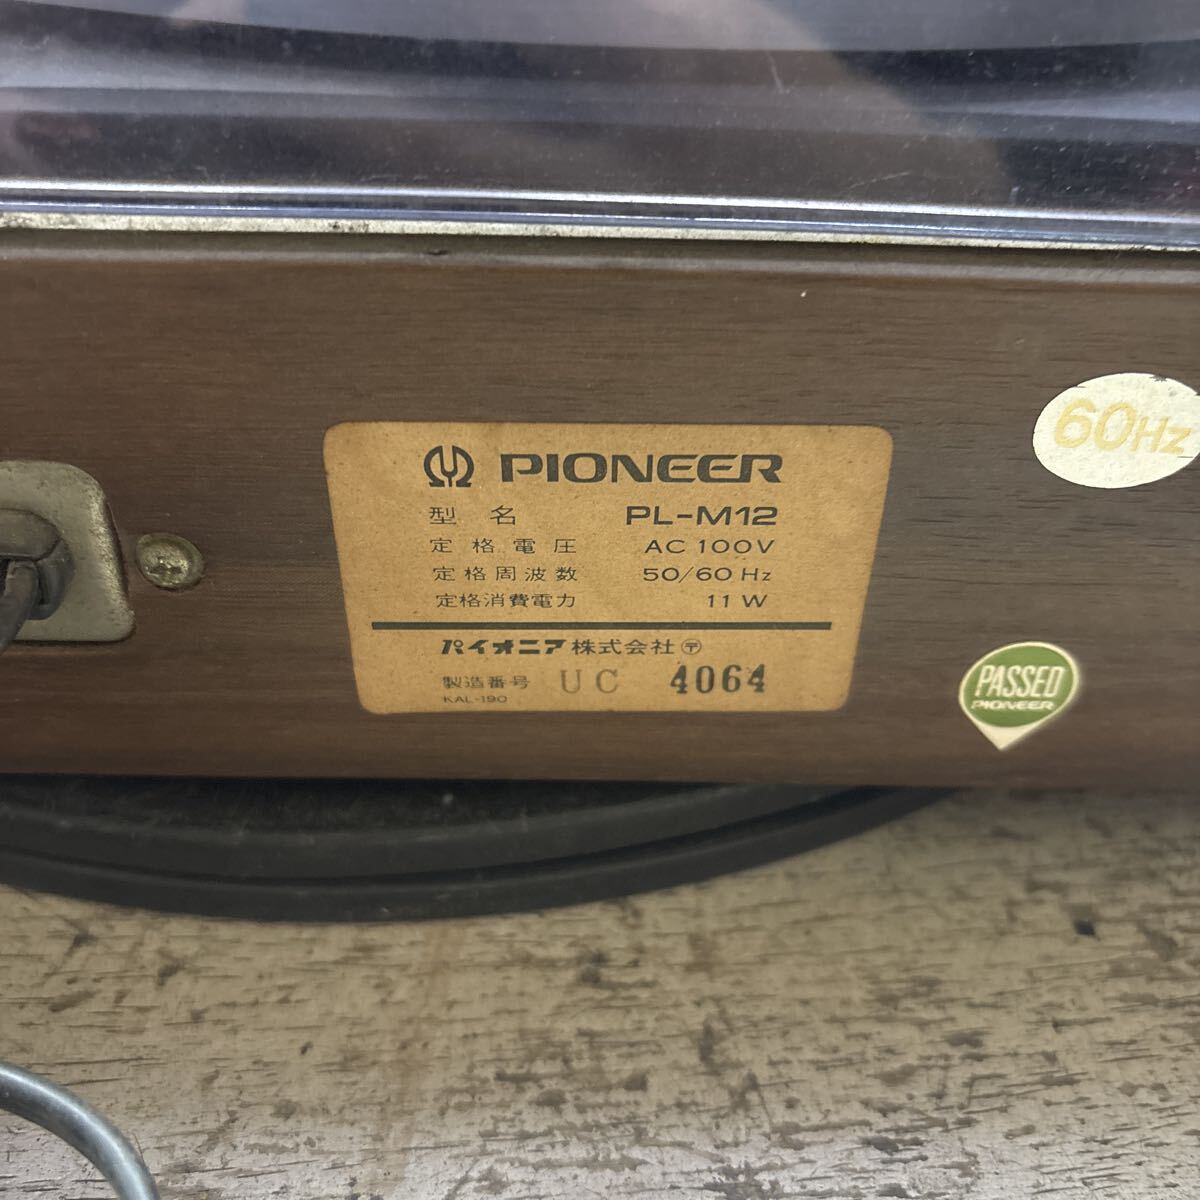 60Hz
PIONEER
型名 PL-M12
定格電圧 AC 100V
定格周波数 50/60 Hz
定格消費電力 11 W
パイオニア株式会社 〒
製造番号 UC 4064
KAL-190
PASSED
PIONEER